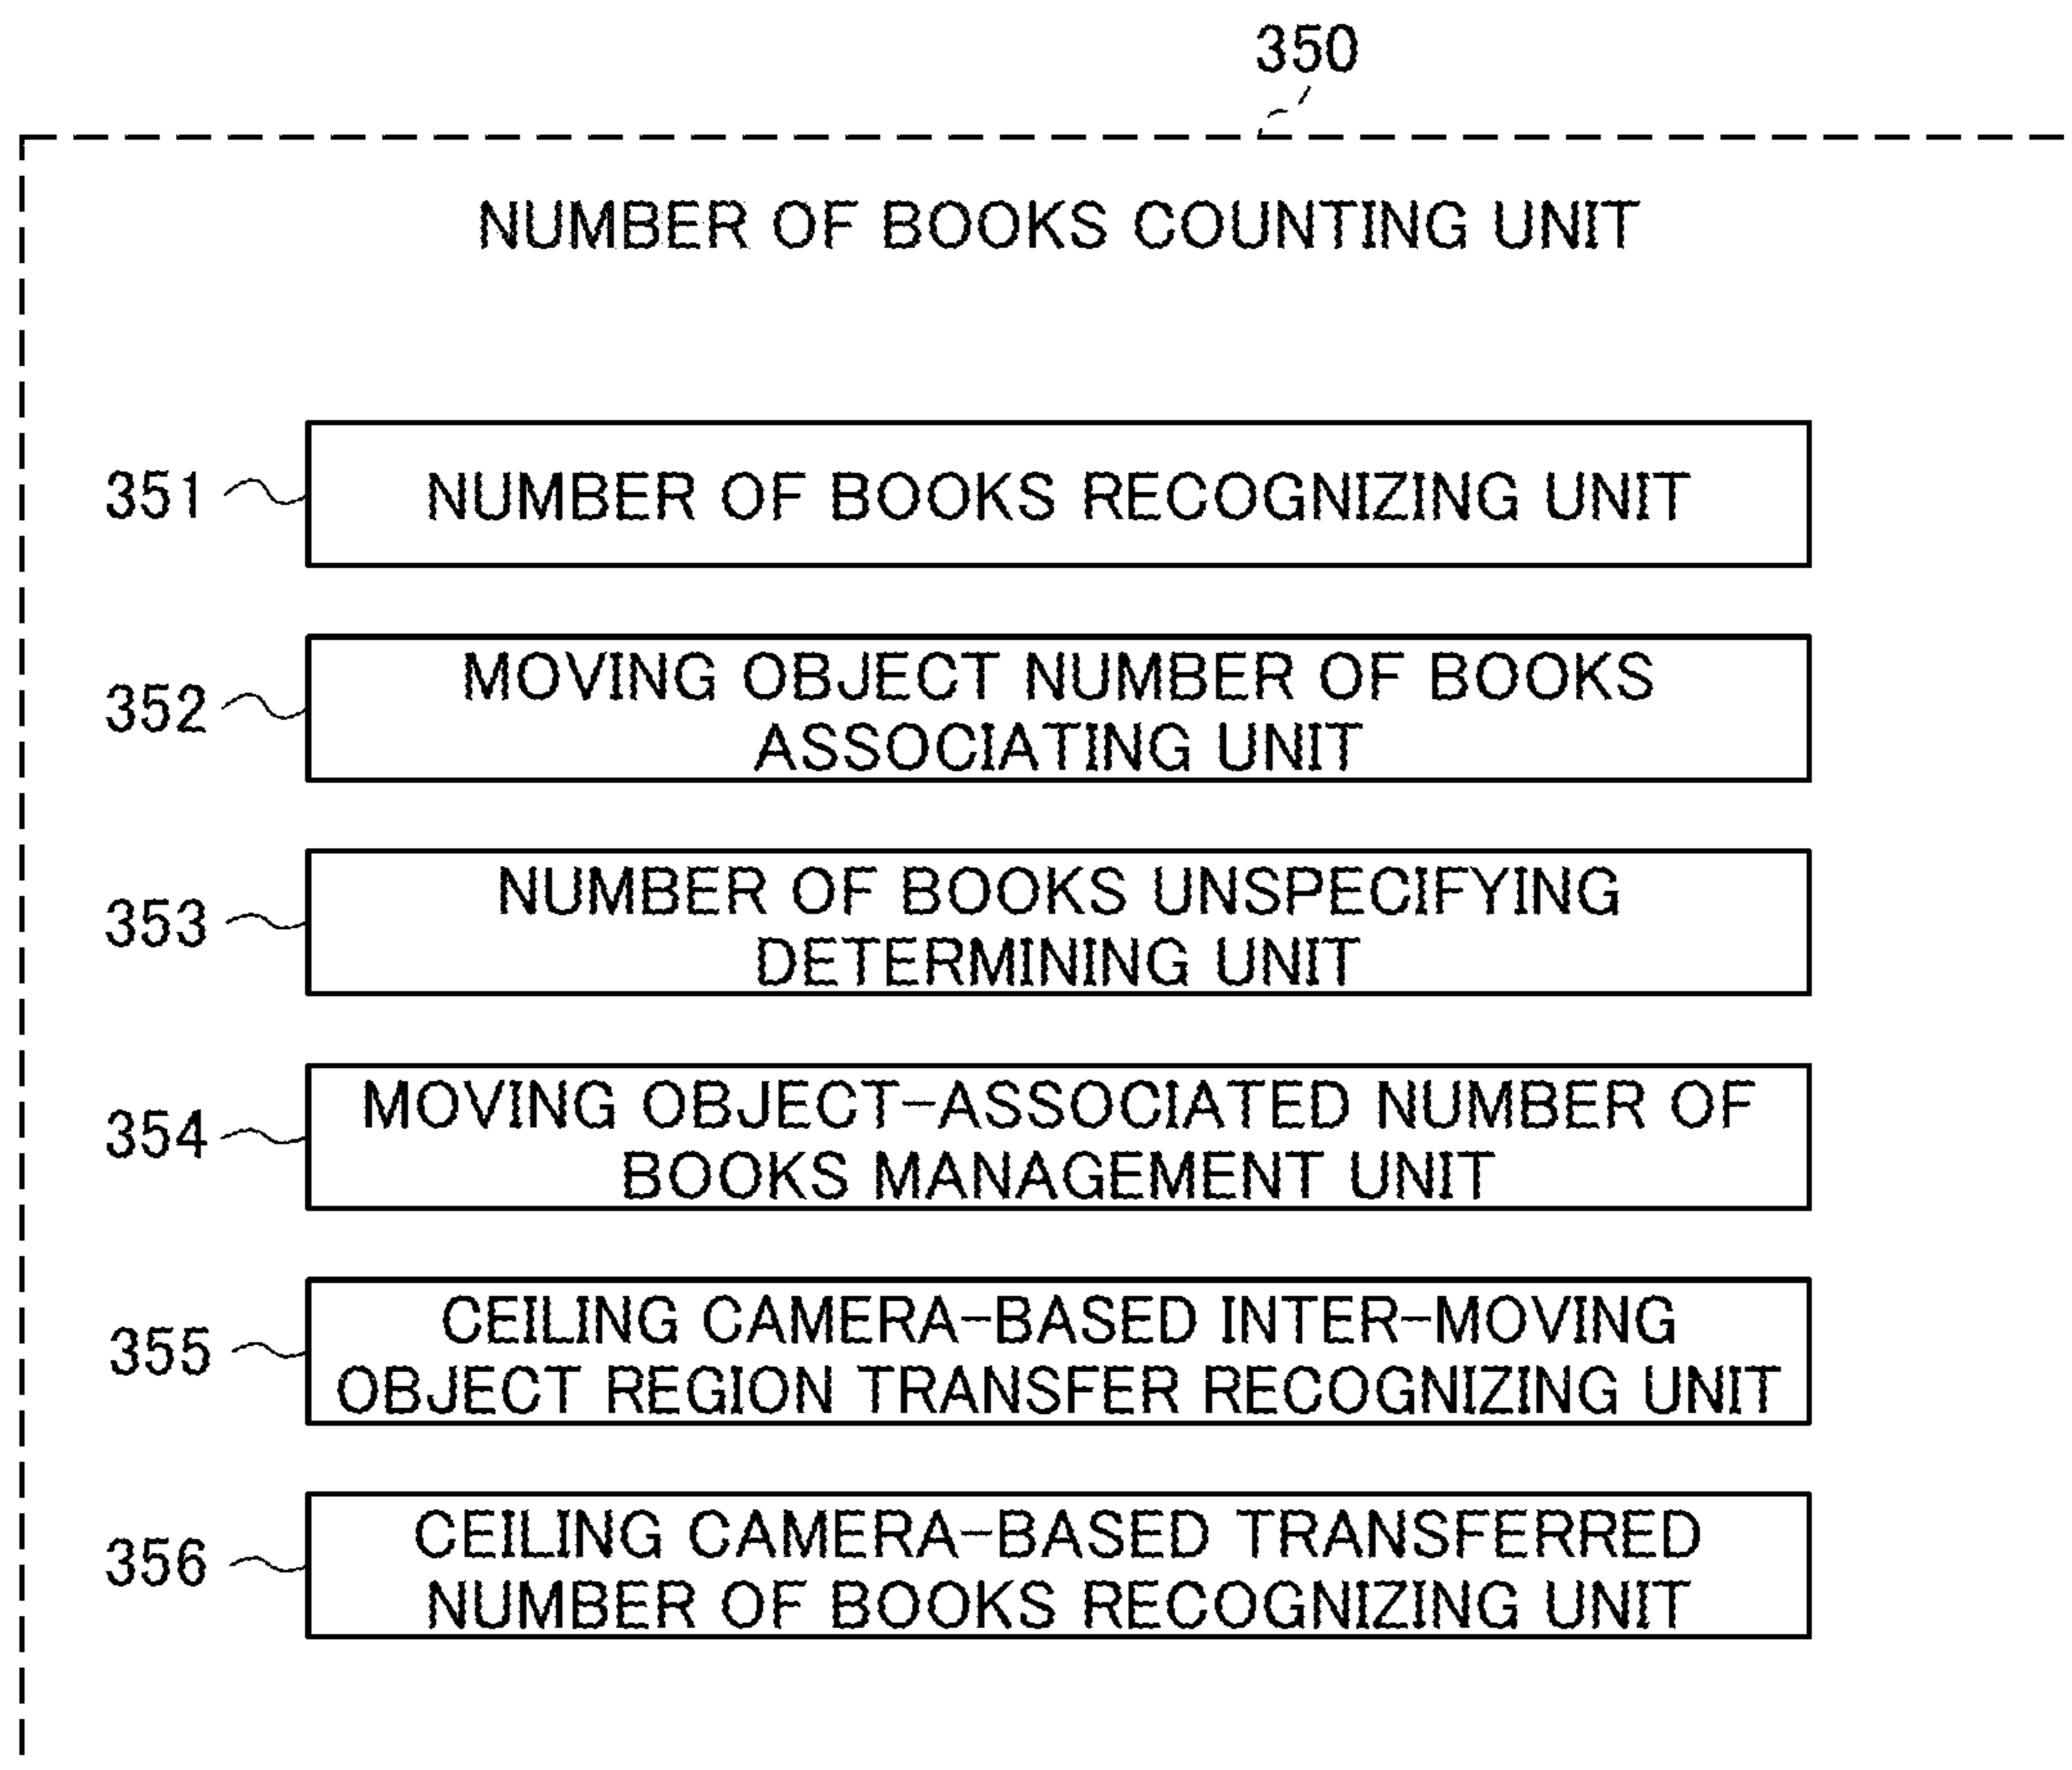 350
NUMBER OF BOOKS COUNTING UNIT
351
NUMBER OF BOOKS RECOGNIZING UNIT
352
MOVING OBJECT NUMBER OF BOOKS
ASSOCIATING UNIT
353
NUMBER OF BOOKS UNSPECIFYING
DETERMINING UNIT
354
MOVING OBJECT-ASSOCIATED NUMBER OF
BOOKS MANAGEMENT UNIT
355
CEILING CAMERA-BASED INTER-MOVING
OBJECT REGION TRANSFER RECOGNIZING UNIT
356
CEILING CAMERA-BASED TRANSFERRED
NUMBER OF BOOKS RECOGNIZING UNIT